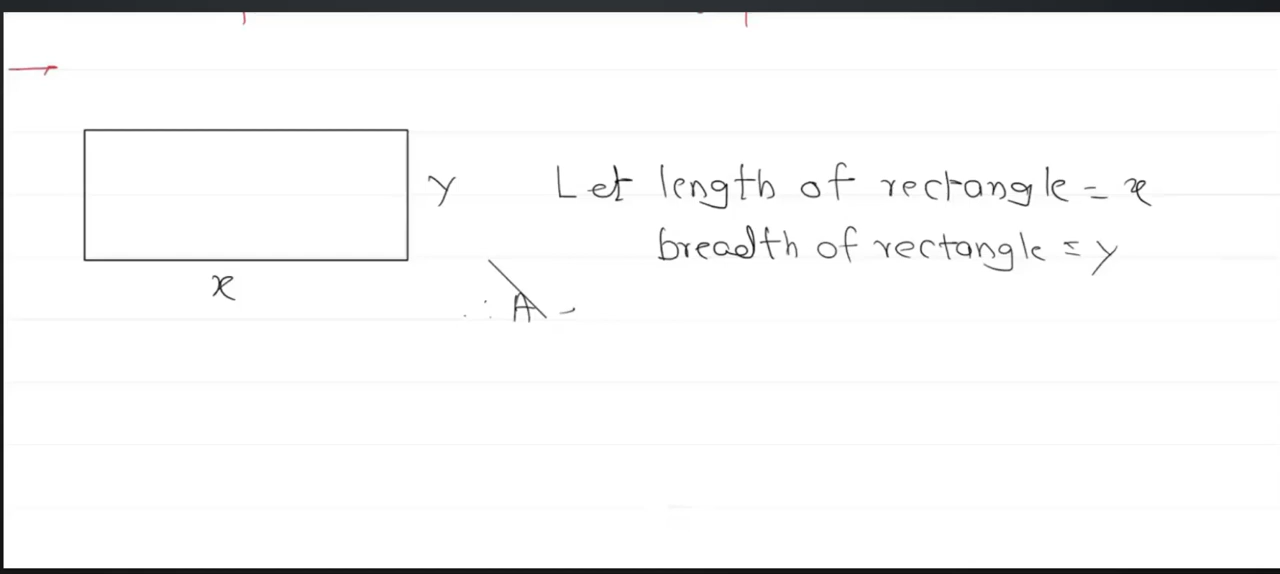 y
Let length of rectangle = x
breadth of rectangle = y
x
∴ A -